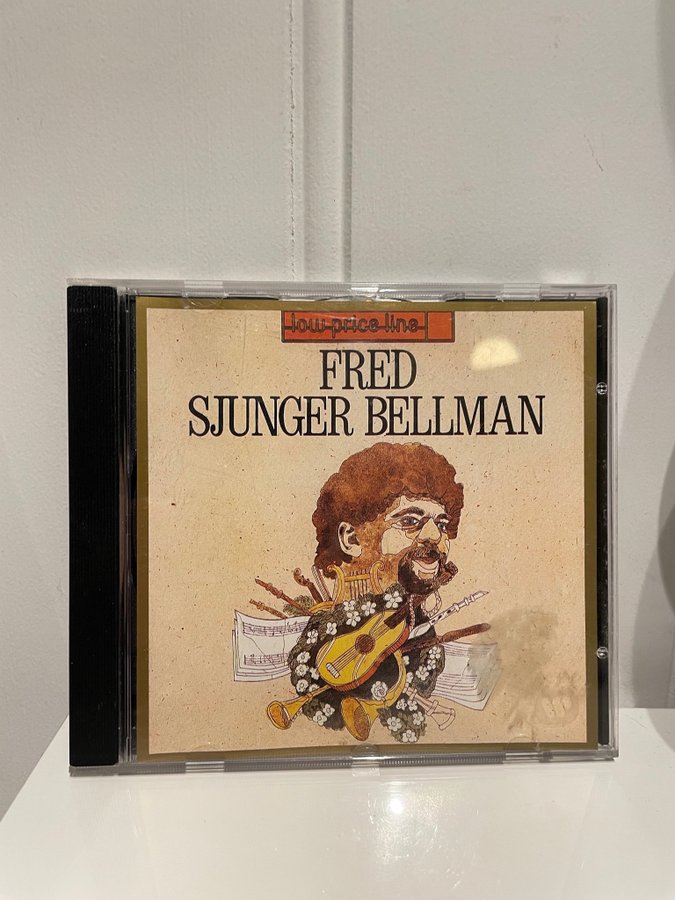 low price line
FRED
SJUNGER BELLMAN